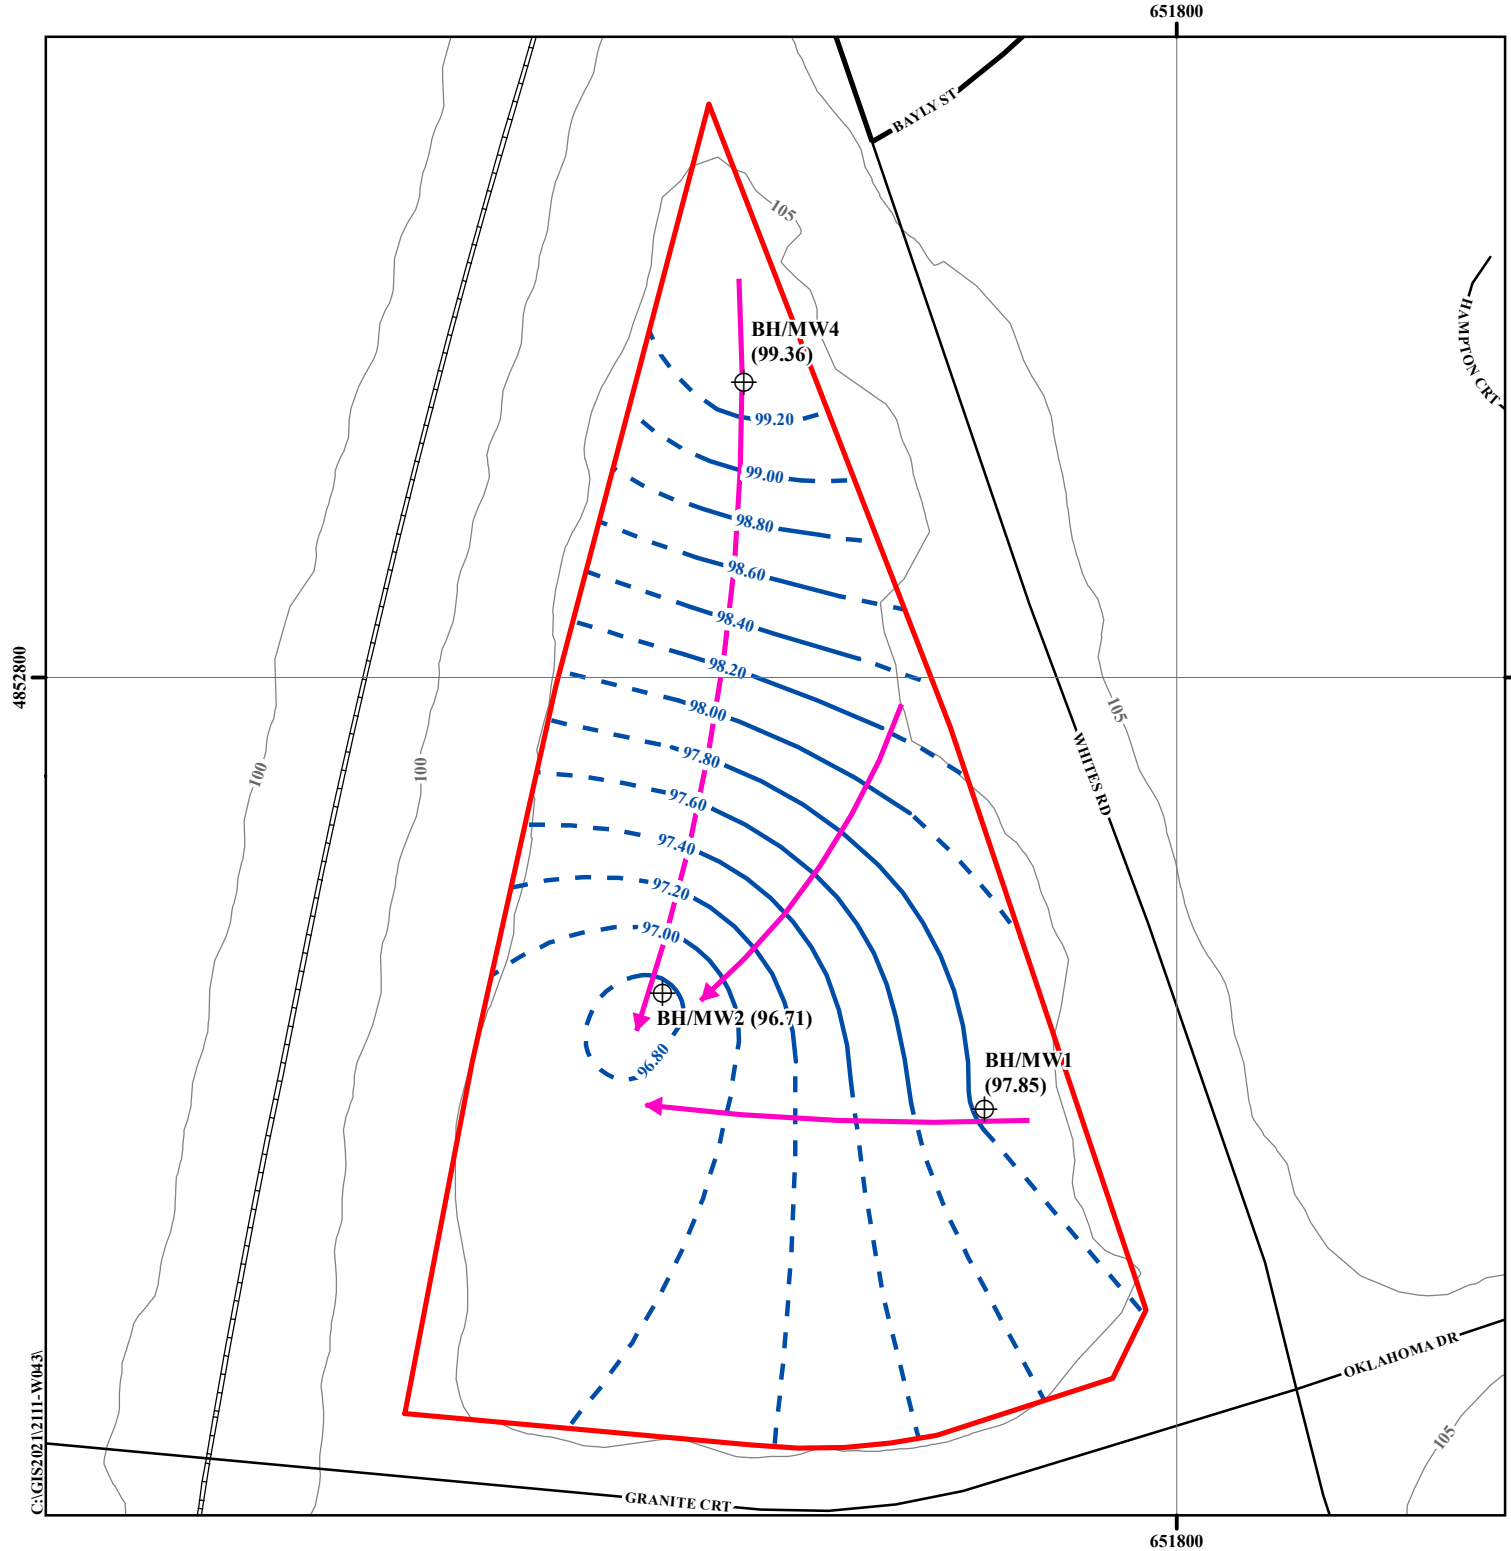 651800
BAYLY ST
105
HAMPTON CRT
BH/MW4
(99.36)
99.20
99.00
98.80
98.60
98.40
4852800
98.20
98.00
105
97.80
100
100
WHITES RD
97.60
97.40
97.20
97.00
BH/MW2 (96.71)
96.80
BH/MW1
(97.85)
OKLAHOMA DR
C:\GIS2021\2111-W043\
105
GRANITE CRT
651800